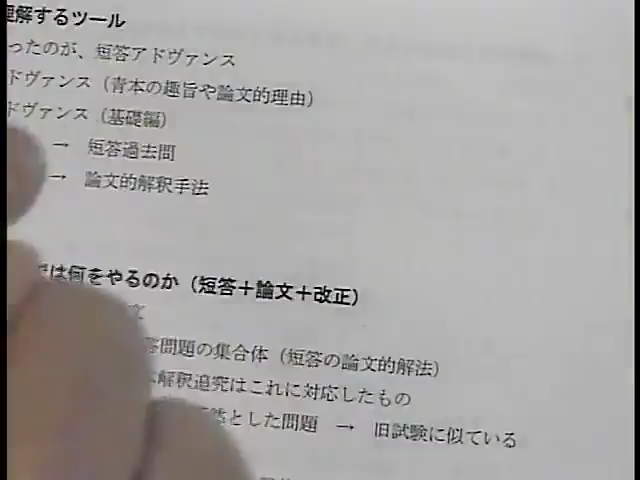 理解するツール
ったのが、短答アドヴァンス
ドヴァンス（青本の趣旨や論文的理由）
ドヴァンス（基礎編）
→ 短答過去問
→ 論文的解釈手法
は何をやるのか（短答＋論文＋改正）
答問題の集合体（短答の論文的解法）
解釈追究はこれに対応したもの
とした問題 → 旧試験に似ている